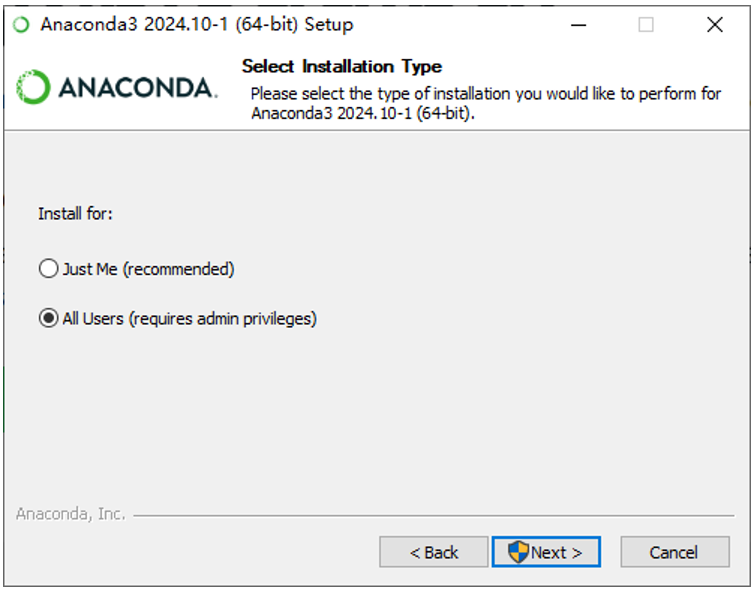 Anaconda3 2024.10-1 (64-bit) Setup
ANACONDA.
Select Installation Type
Please select the type of installation you would like to perform for
Anaconda3 2024.10-1 (64-bit).
Install for:
Just Me (recommended)
All Users (requires admin privileges)
Anaconda, Inc.
< Back
Next >
Cancel